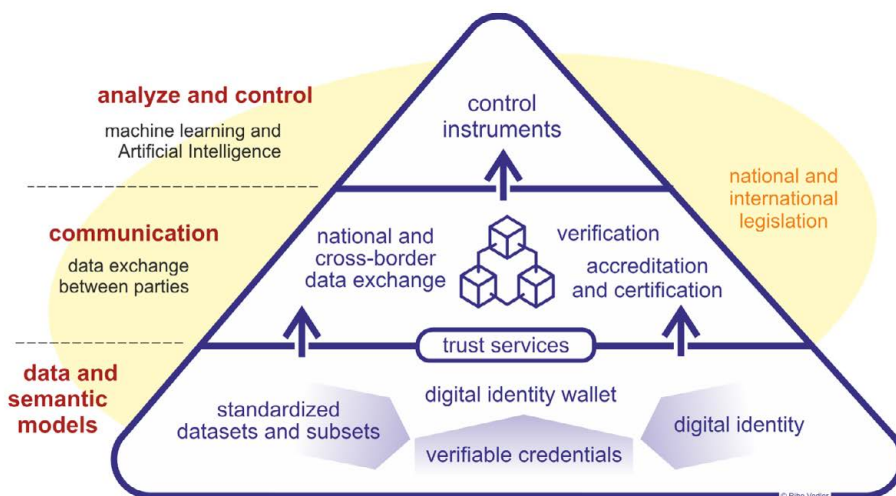 analyze and control
machine learning and
Artificial Intelligence
control
instruments
national and
international
legislation
communication
data exchange
between parties
national and
cross-border
data exchange
verification
accreditation
and certification
trust services
data and
semantic
models
standardized
datasets and subsets
digital identity wallet
verifiable credentials
digital identity